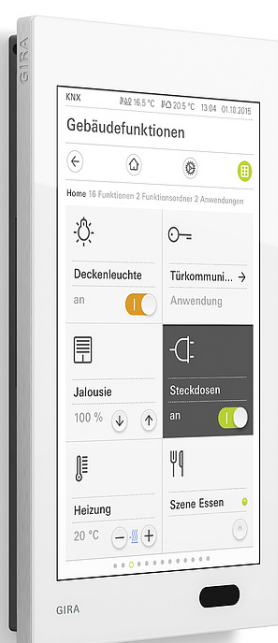 GIRA
KNX 16.5 °C 20.5 °C 13:04 01.10.2015
Gebäudefunktionen
Home 16 Funktionen 2 Funktionsordner 2 Anwendungen
Deckenleuchte
an
Türkommuni... →
Anwendung
Jalousie
100 %
Steckdosen
an
Heizung
20 °C
Szene Essen
GIRA